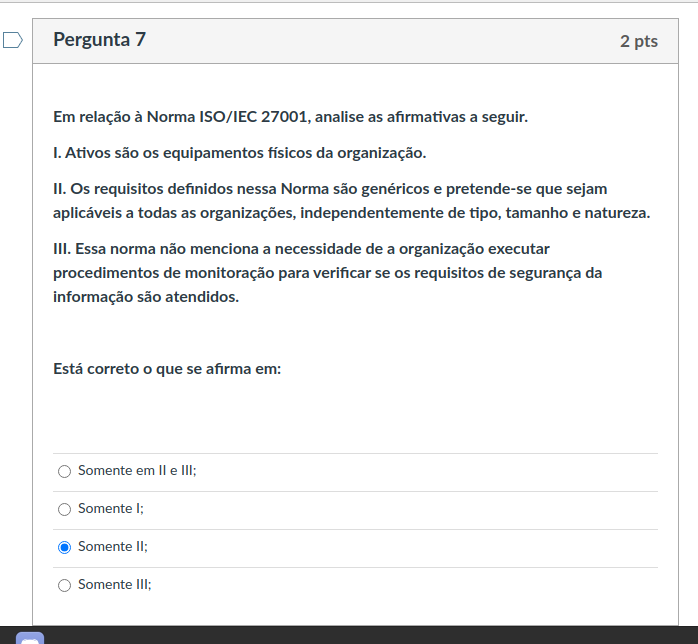 Pergunta 7
2 pts
Em relação à Norma ISO/IEC 27001, analise as afirmativas a seguir.
I. Ativos são os equipamentos físicos da organização.
II. Os requisitos definidos nessa Norma são genéricos e pretende-se que sejam
aplicáveis a todas as organizações, independentemente de tipo, tamanho e natureza.
III. Essa norma não menciona a necessidade de a organização executar
procedimentos de monitoração para verificar se os requisitos de segurança da
informação são atendidos.
Está correto o que se afirma em:
Somente em II e III;
Somente I;
Somente II;
Somente III;